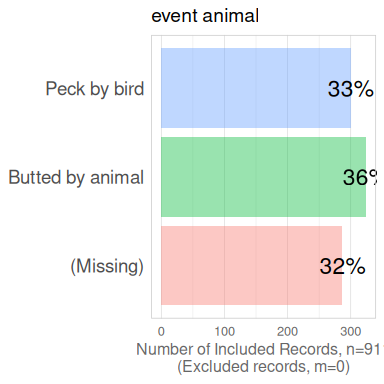 event animal
Peck by bird
33%
Butted by animal
36%
(Missing)
32%
0 100 200 300
Number of Included Records, n=91
(Excluded records, m=0)